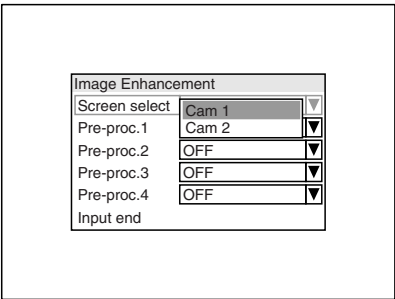 Image Enhancement
Screen select
Cam 1
Pre-proc.1
Cam 2
Pre-proc.2 OFF
Pre-proc.3 OFF
Pre-proc.4 OFF
Input end